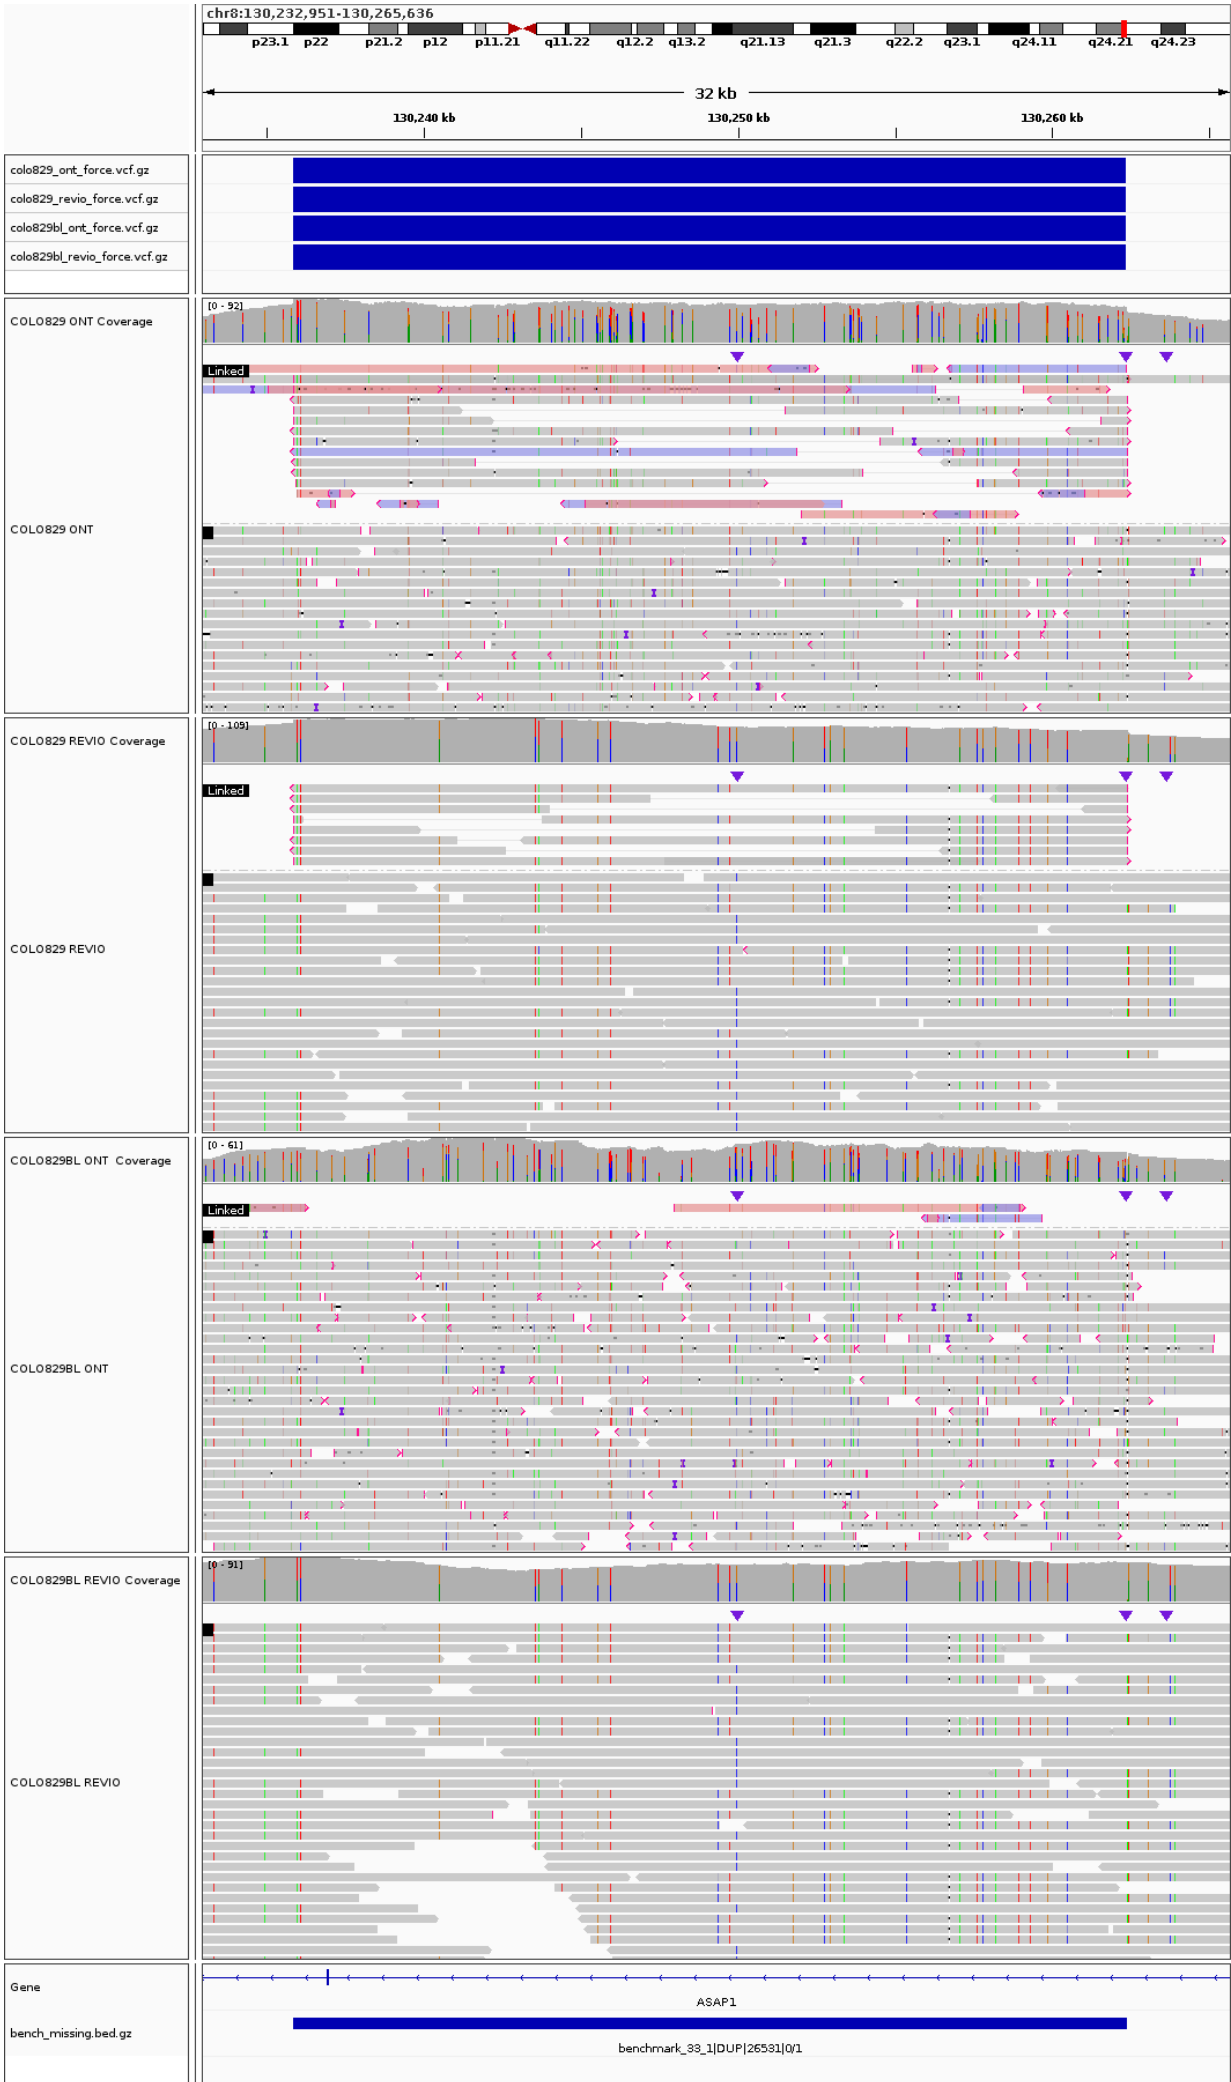 chr8:130,232,951-130,265,636
p23.1 p22 p21.2 p12 p11.21 q11.22 q12.2 q13.2 q21.13 q21.3 q22.2 q23.1 q24.11 q24.21 q24.23
32 kb
130,240 kb 130,250 kb 130,260 kb
colo829_ont_force.vcf.gz
colo829_revio_force.vcf.gz
colo829bl_ont_force.vcf.gz
colo829bl_revio_force.vcf.gz
[0 - 92]
COLO829 ONT Coverage
Linked
COLO829 ONT
[0 - 109]
COLO829 REVIO Coverage
Linked
COLO829 REVIO
[0 - 61]
COLO829BL ONT Coverage
Linked
COLO829BL ONT
[0 - 91]
COLO829BL REVIO Coverage
COLO829BL REVIO
Gene
ASAP1
bench_missing.bed.gz
benchmark_33_1|DUP|26531|0/1